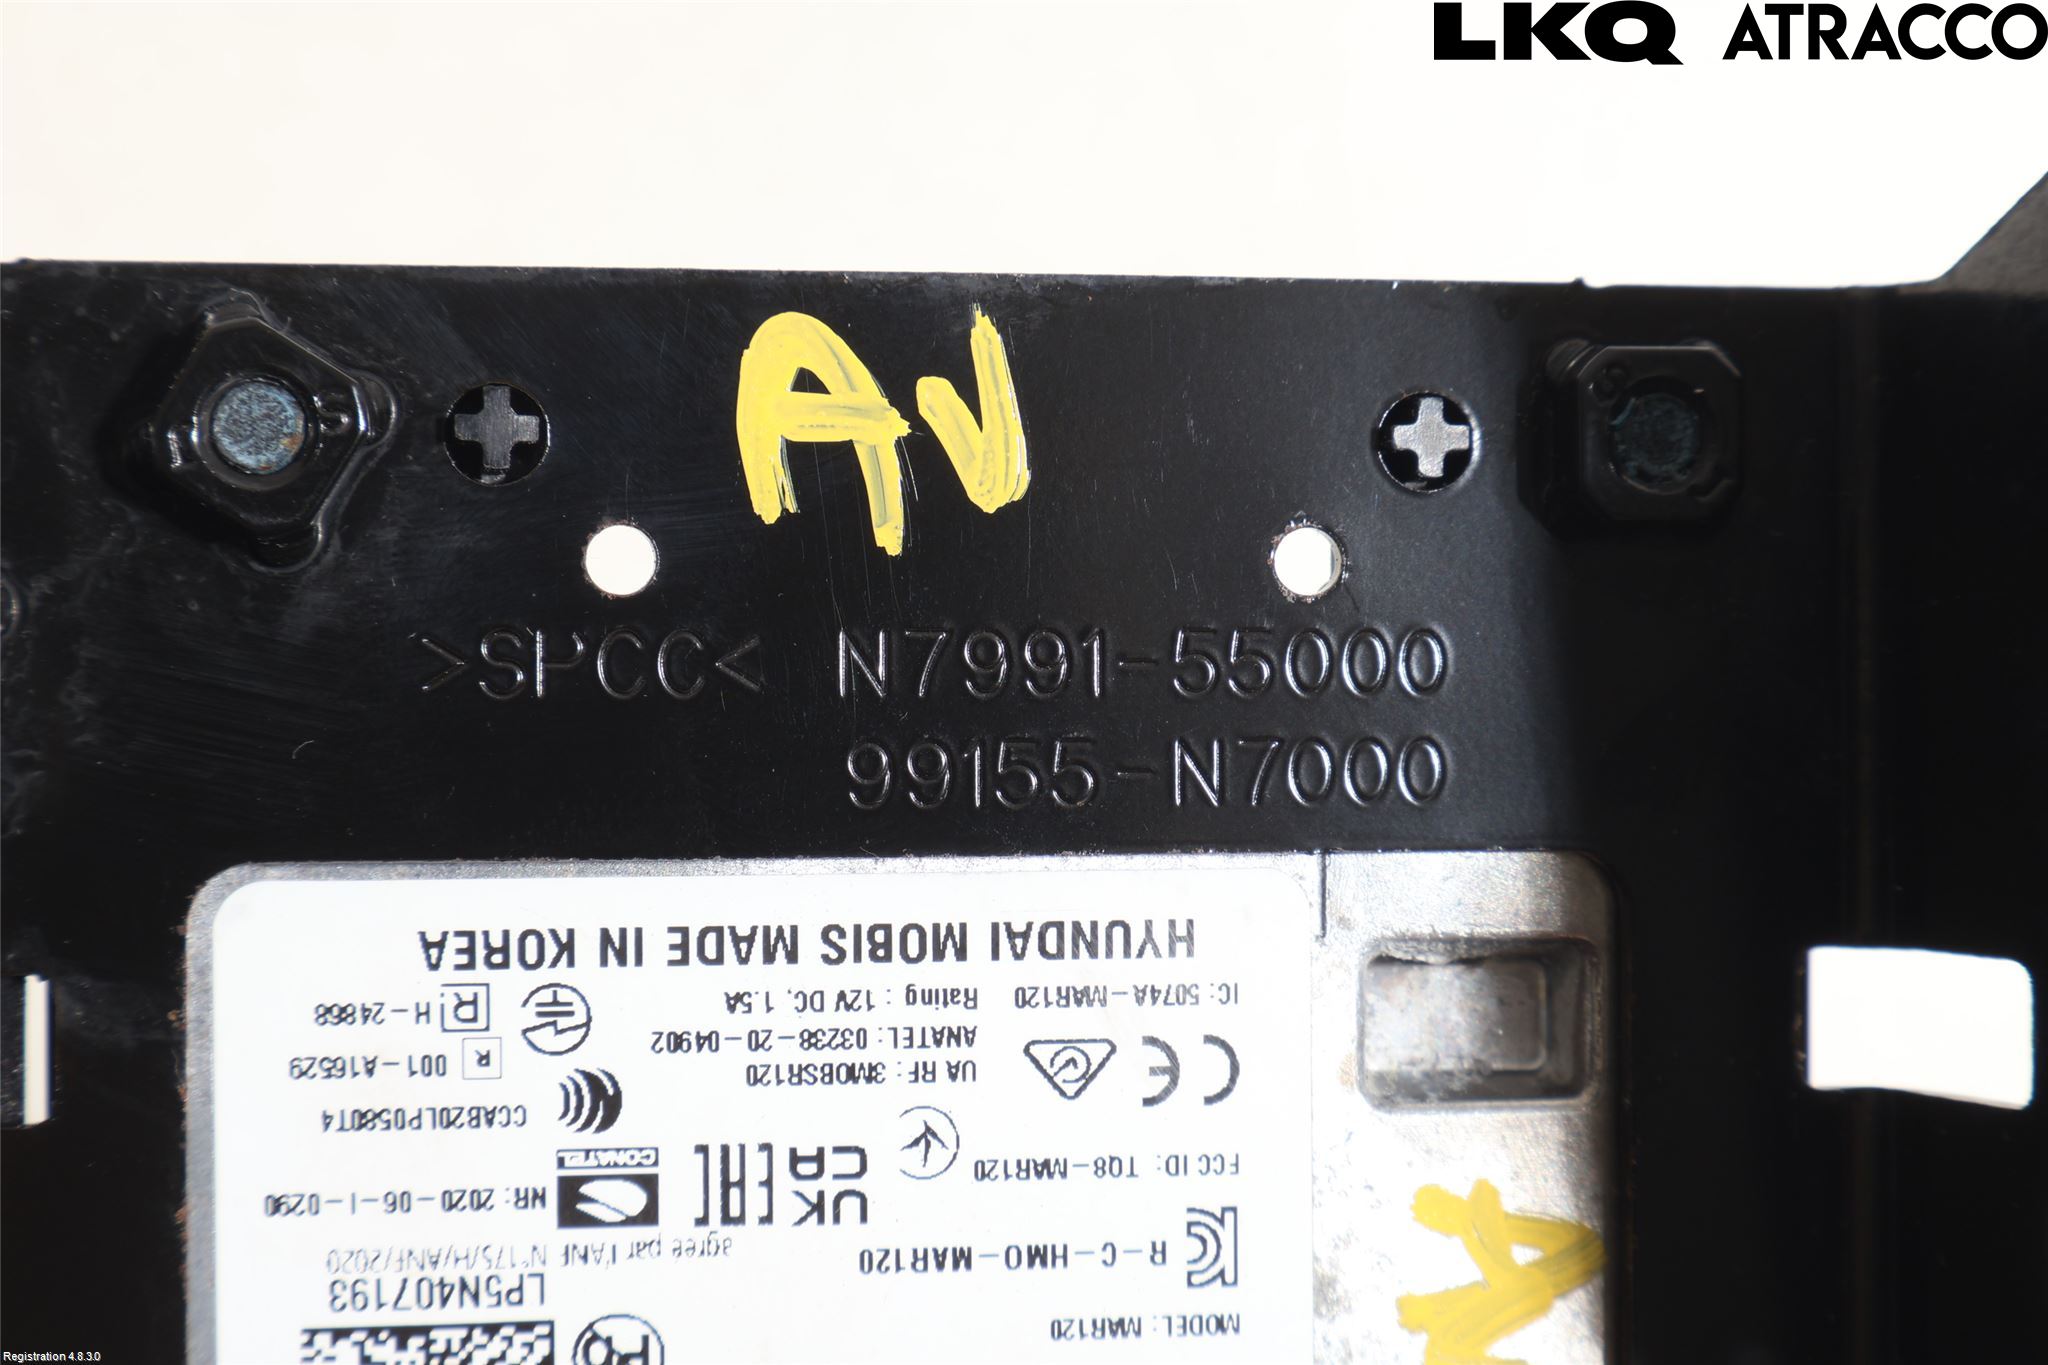 LKQ ATRACCO
AV
>SPCC< N7991-55000
99155-N7000
MODEL: MAR120
R-C-HMO-MAR120
FCC ID: TQ8-MAR120
IC: 5074A-MAR120
LP5N407193
agréé par l'ANF N°175/H/ANF/2020
UK CA
EAC
CONATEL
NR: 2020-06-I-0290
CE
UA RF: 3MOBSR120
CCAB20LP0580T4
ANATEL: 03238-20-04902
R 001-A16529
Rating : 12V DC, 1.5A
R H-24868
HYUNDAI MOBIS MADE IN KOREA
Registration 4.8.3.0